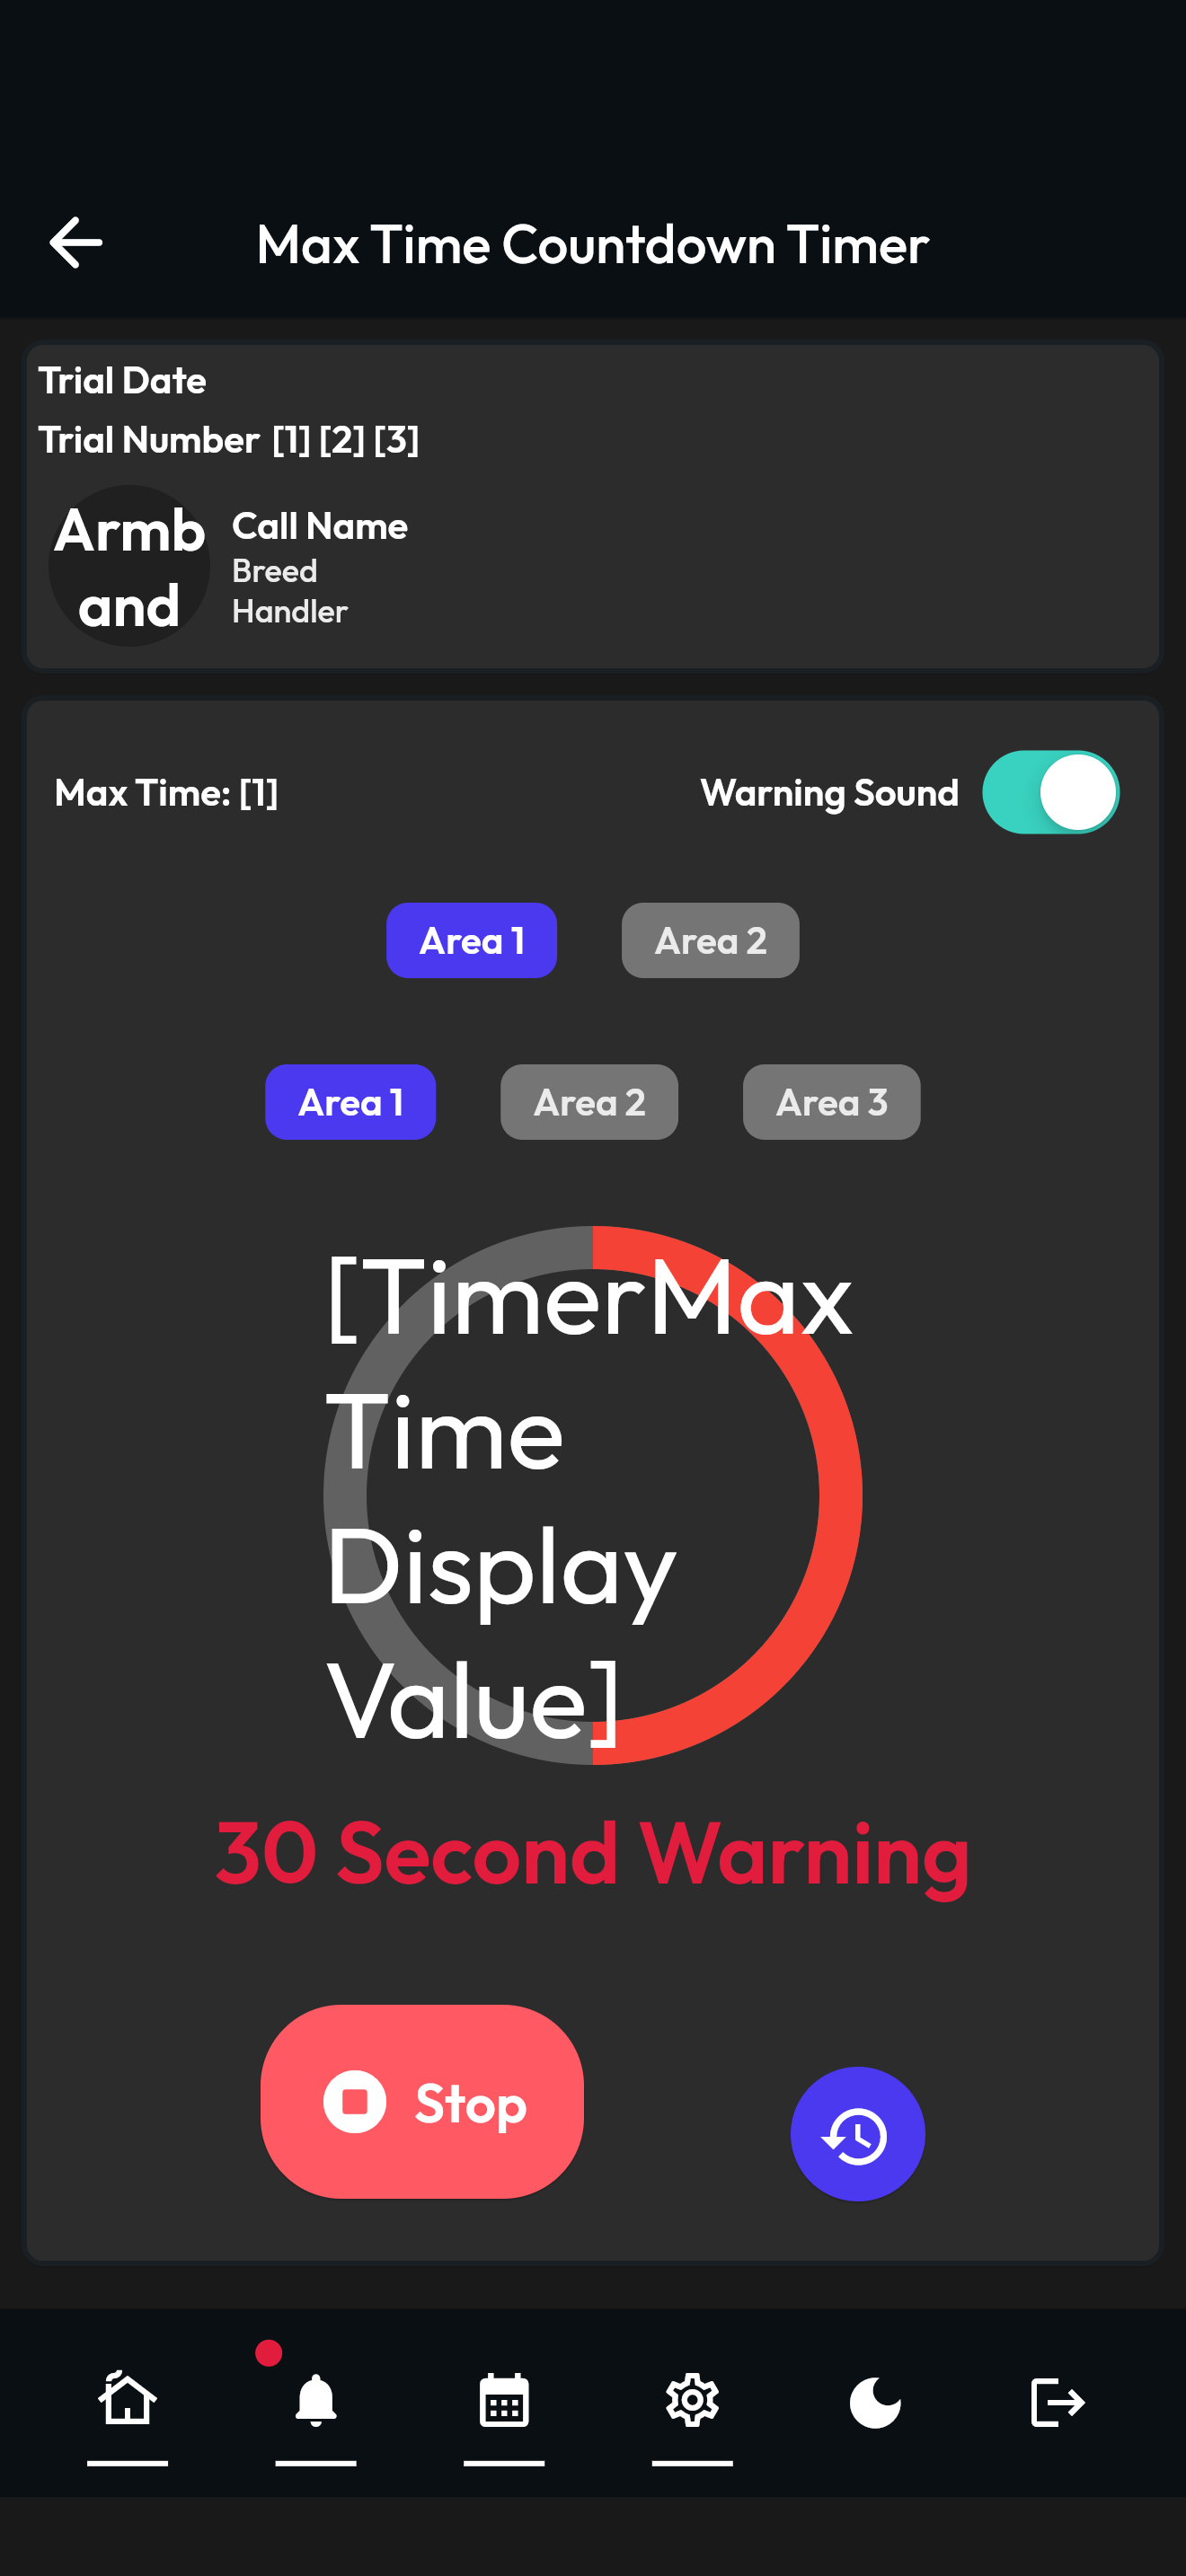 Max Time Countdown Timer
Trial Date
Trial Number [1] [2] [3]
Armb
and
Call Name
Breed
Handler
Max Time: [1]
Warning Sound
Area 1 Area 2
Area 1 Area 2 Area 3
[TimerMax
Time
Display
Value]
30 Second Warning
Stop